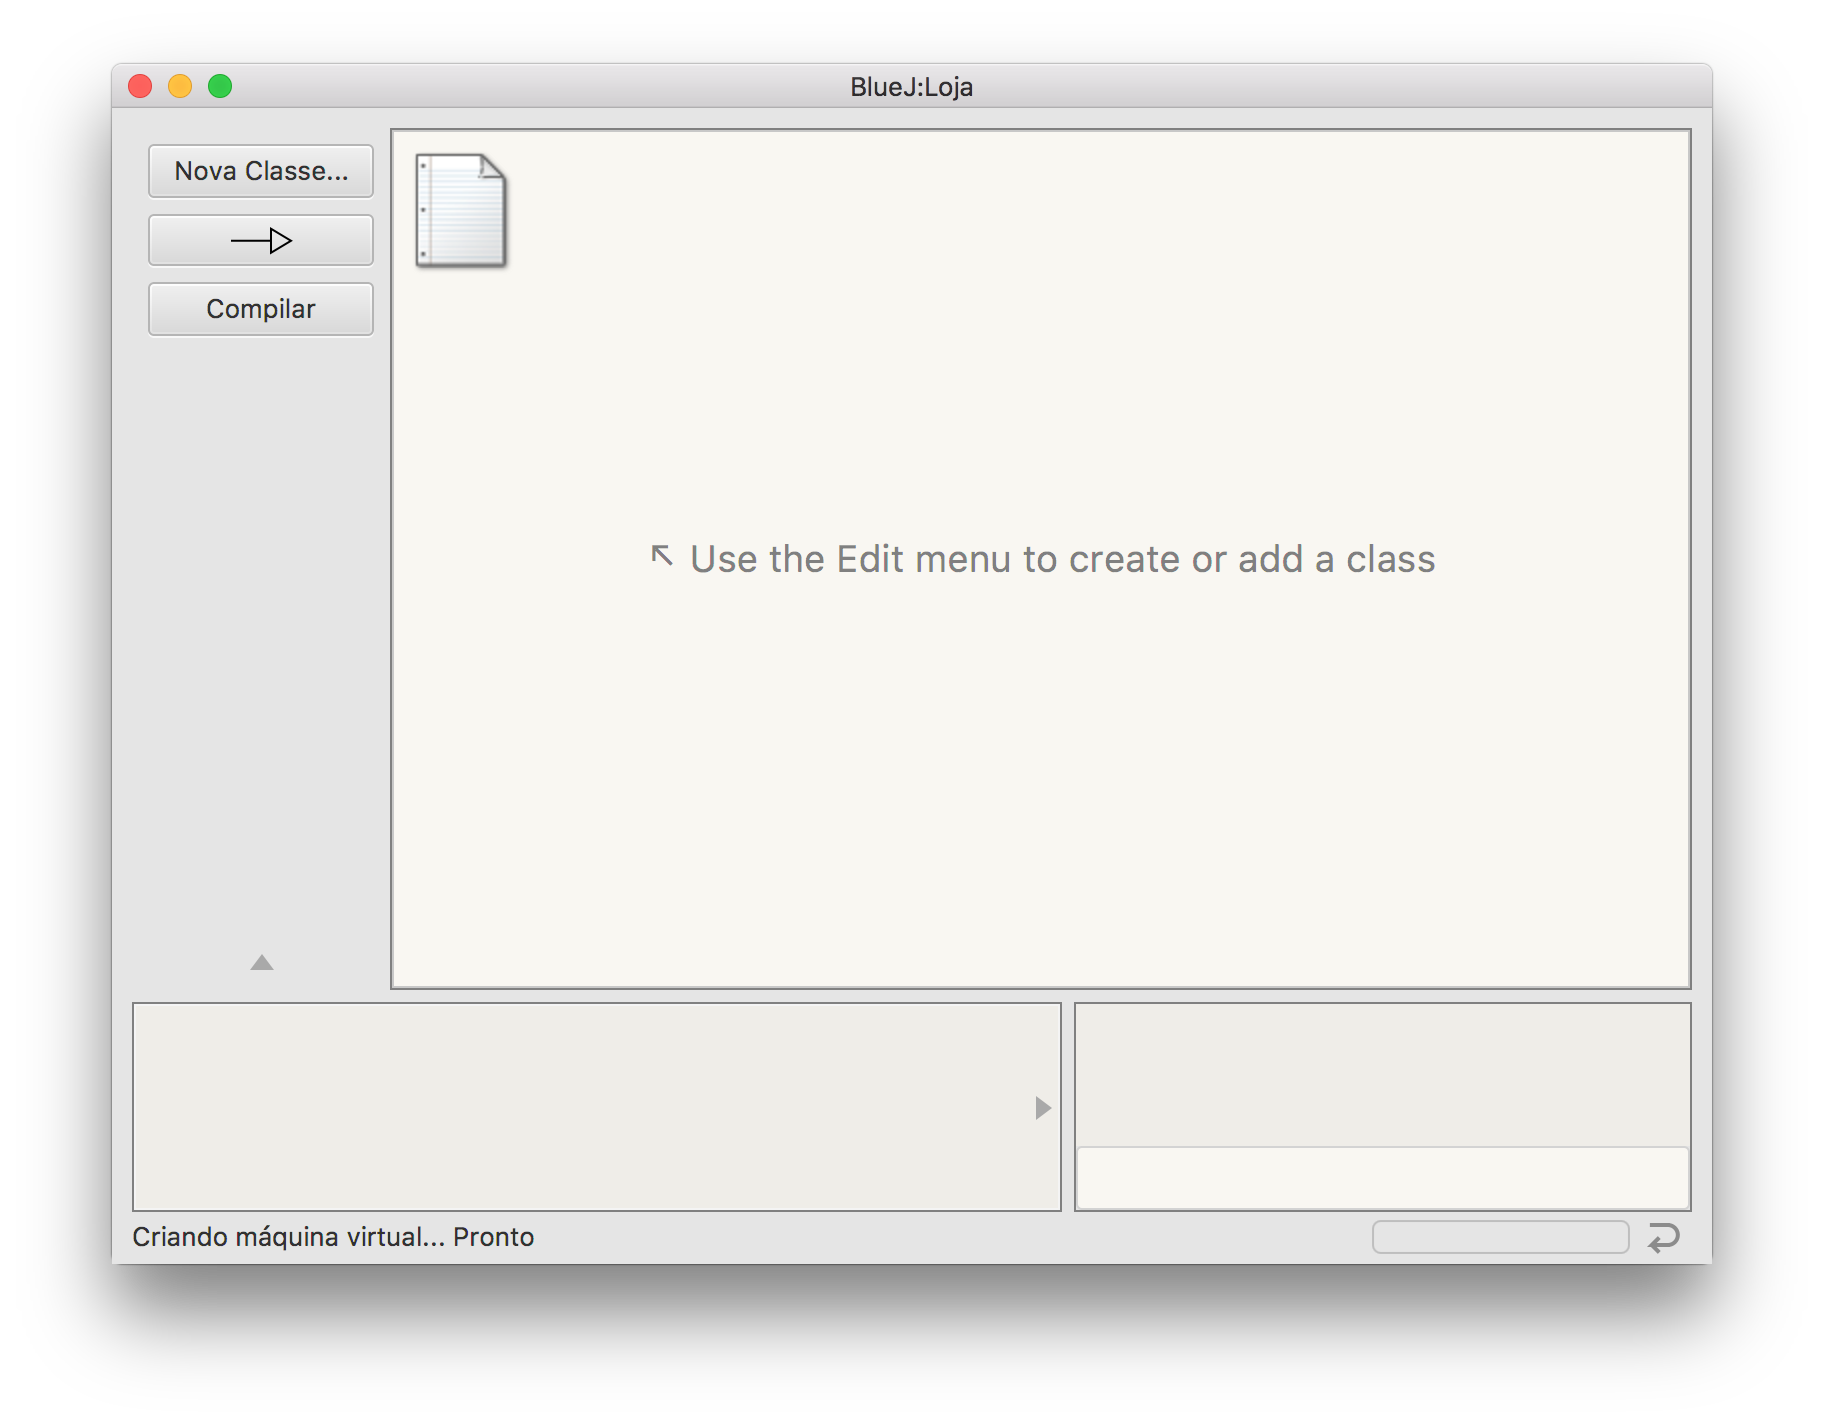 BlueJ:Loja
Nova Classe...
Compilar
Use the Edit menu to create or add a class
Criando máquina virtual... Pronto